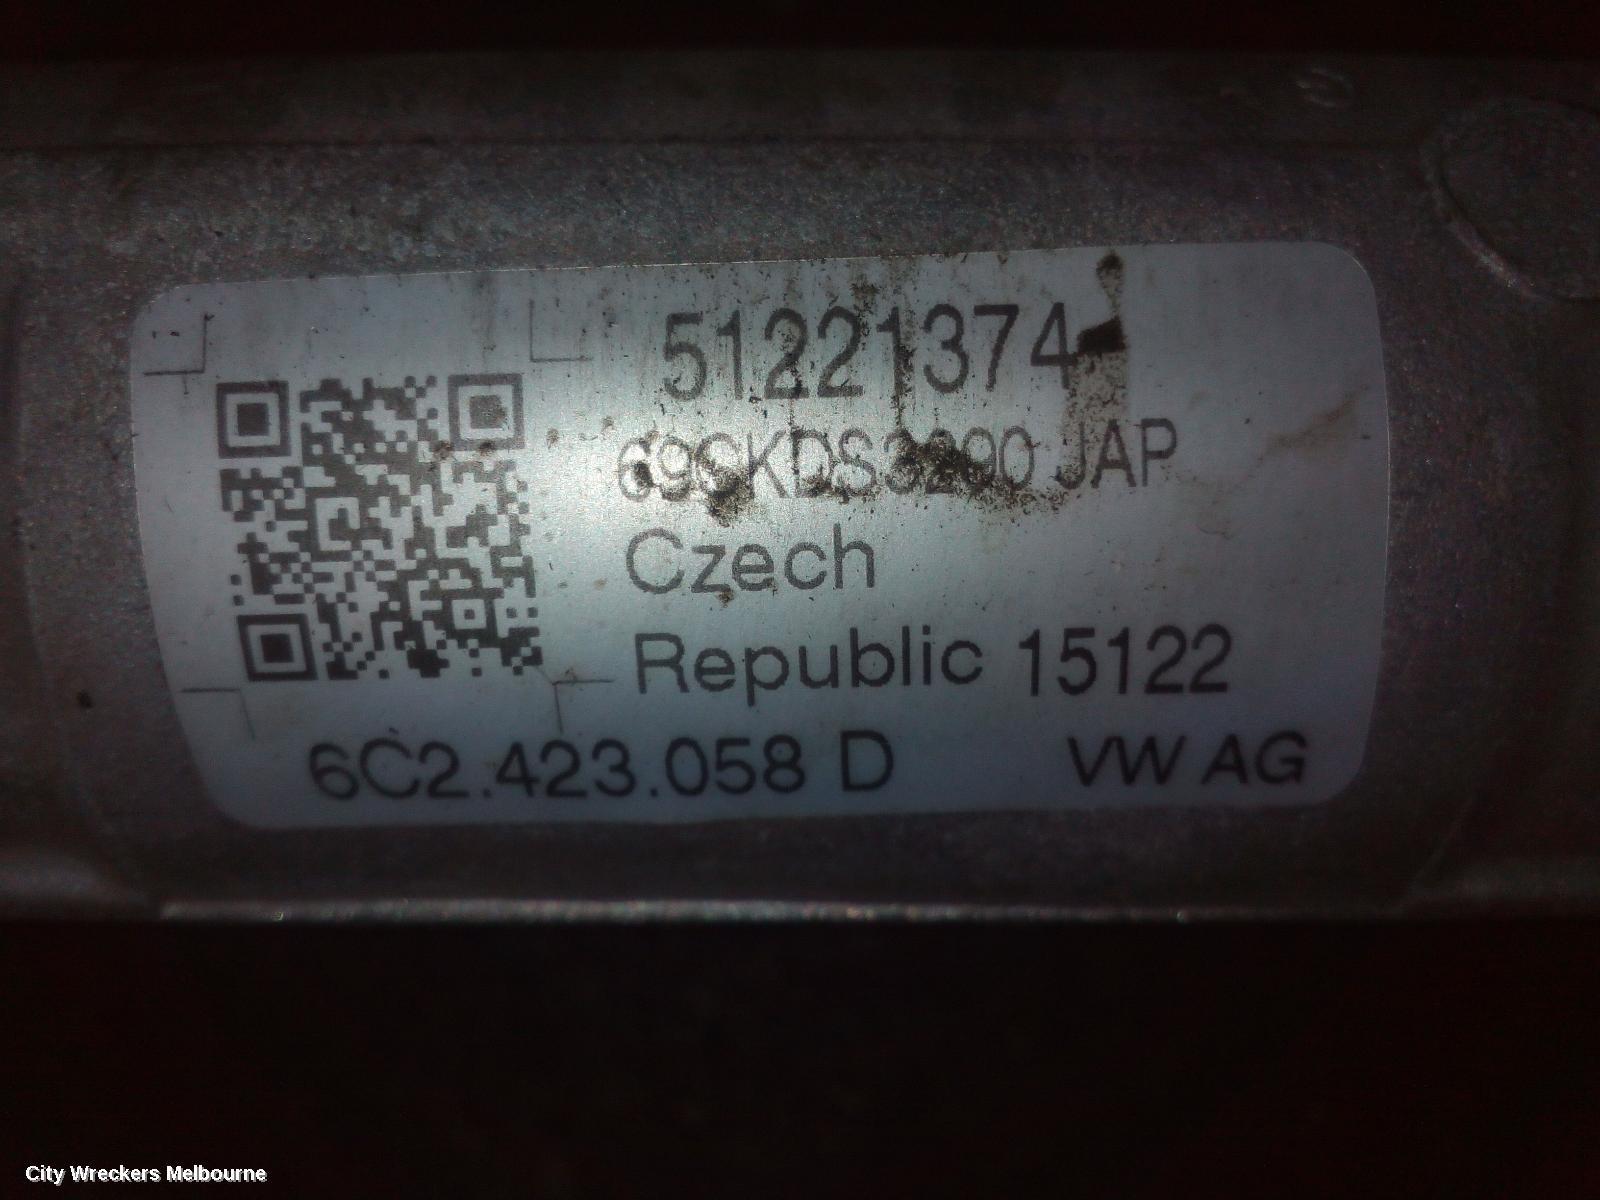 51221374
JAP
Czech
Republic 15122
6C2.423.058 D VW AG
City Wreckers Melbourne